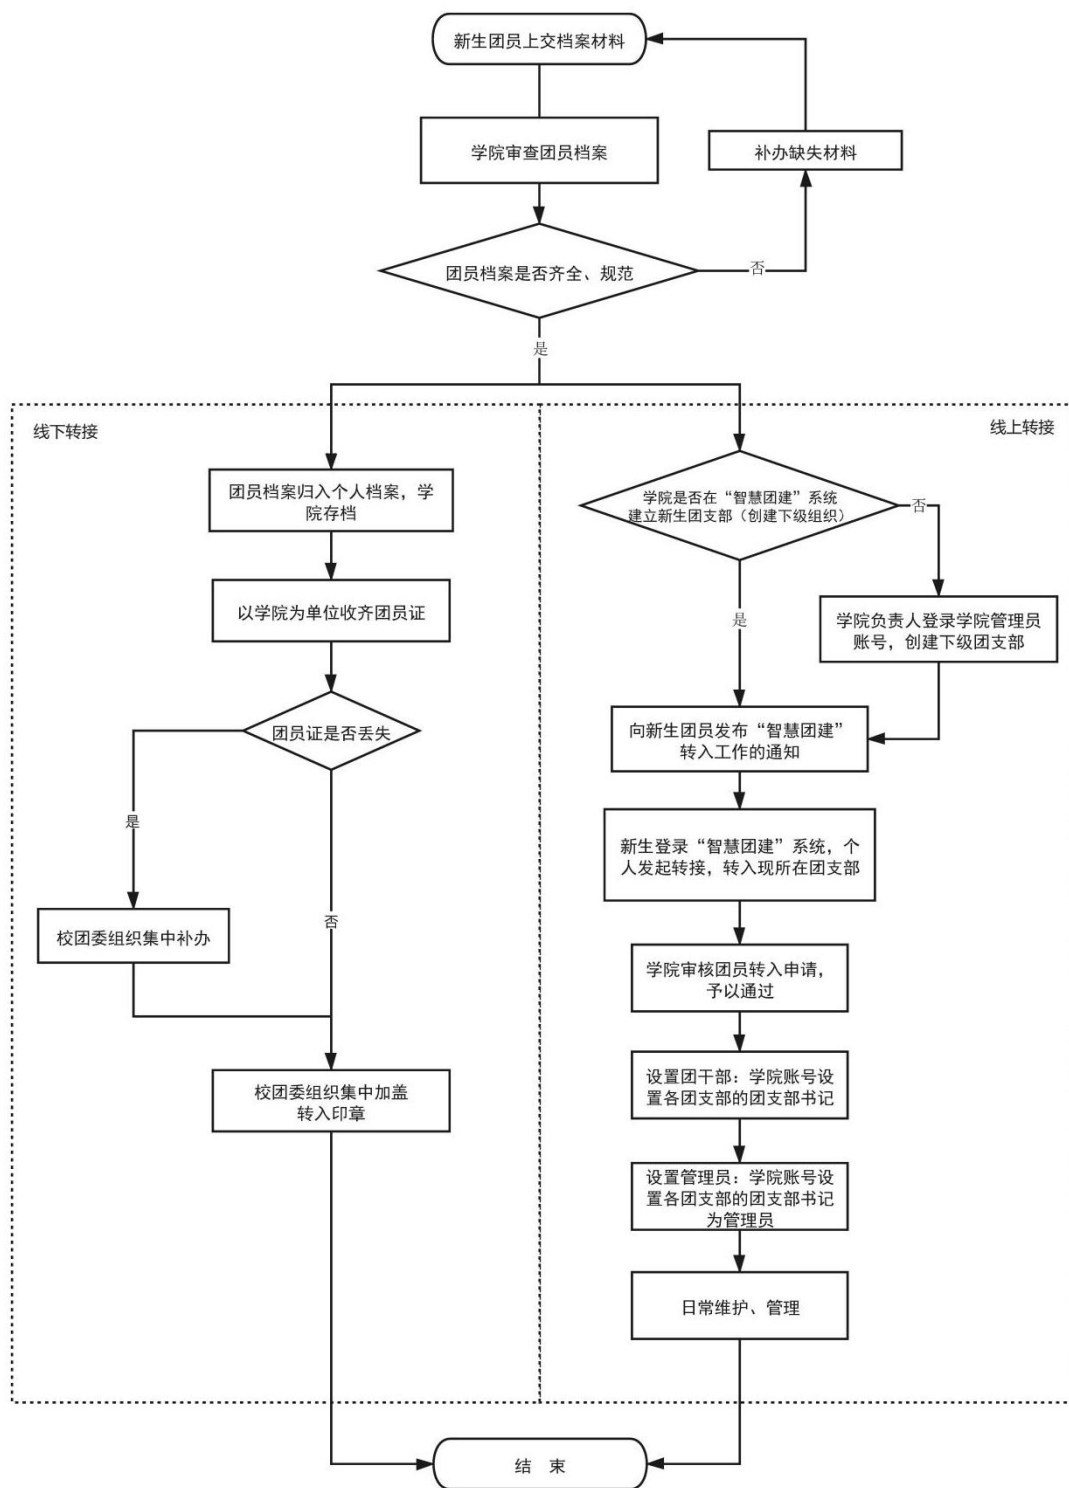 新生团员上交档案材料
学院审查团员档案
补办缺失材料
团员档案是否齐全、规范
否
是
线下转接
团员档案归入个人档案，学
院存档
以学院为单位收齐团员证
团员证是否丢失
是
否
校团委组织集中补办
校团委组织集中加盖
转入印章
线上转接
学院是否在“智慧团建”系统
建立新生团支部（创建下级组织）
否
是
学院负责人登录学院管理员
账号，创建下级团支部
向新生团员发布“智慧团建”
转入工作的通知
新生登录“智慧团建”系统，个
人发起转接，转入现所在团支部
学院审核团员转入申请，
予以通过
设置团干部：学院账号设
置各团支部的团支部书记
设置管理员：学院账号设
置各团支部的团支部书记
为管理员
日常维护、管理
结 束